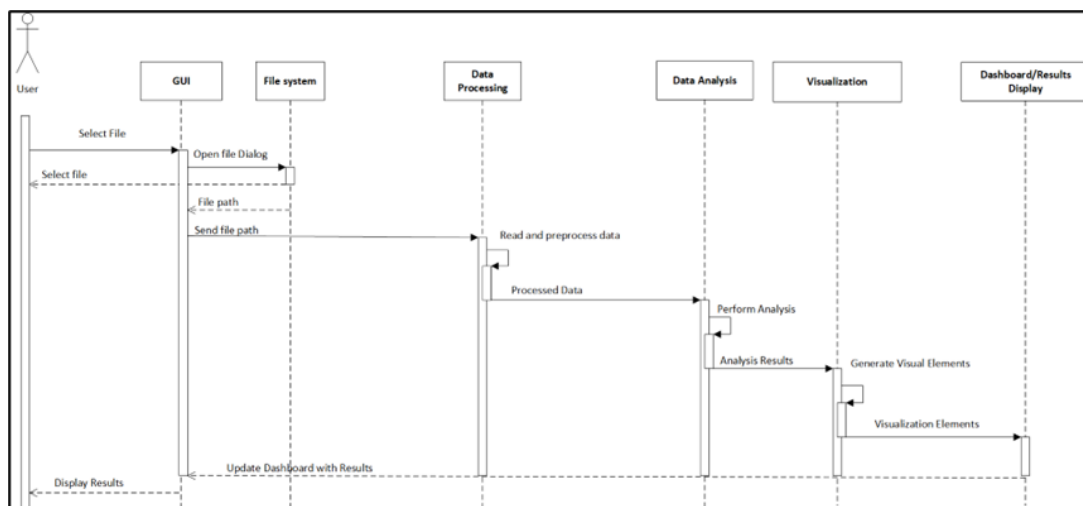 User
GUI
File system
Data
Processing
Data Analysis
Visualization
Dashboard/Results
Display
Select File
Open file Dialog
Select file
File path
Send file path
Read and preprocess data
Processed Data
Perform Analysis
Analysis Results
Generate Visual Elements
Visualization Elements
Update Dashboard with Results
Display Results